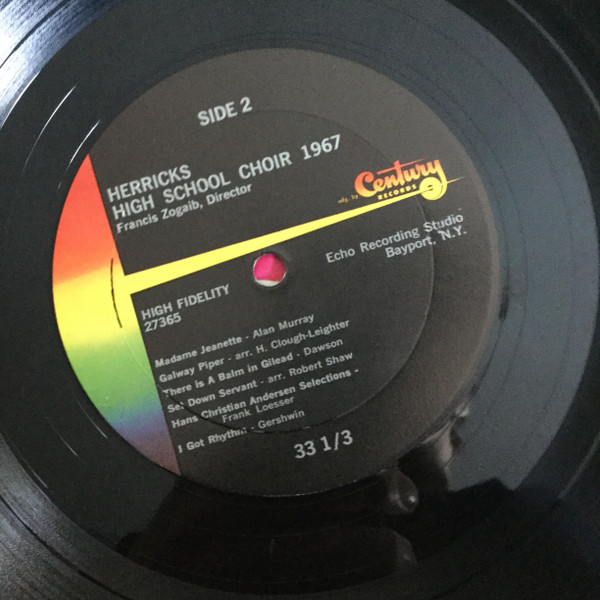 SIDE 2
HERRICKS
HIGH SCHOOL CHOIR 1967
Francis Zogaib, Director
mfg. by Century
RECORDS
Echo Recording Studio
Bayport, N.Y.
HIGH FIDELITY
27365
Madame Jeanette - Alan Murray
Galway Piper - arr. H. Clough-Leighter
There is A Balm in Gilead - Dawson
Set Down Servant - arr. Robert Shaw
Hans Christian Andersen Selections -
Frank Loesser
I Got Rhythm - Gershwin
33 1/3